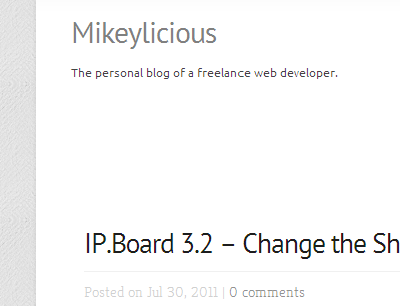 Mikeylicious
The personal blog of a freelance web developer.
IP.Board 3.2 – Change the Sh
Posted on Jul 30, 2011 | 0 comments